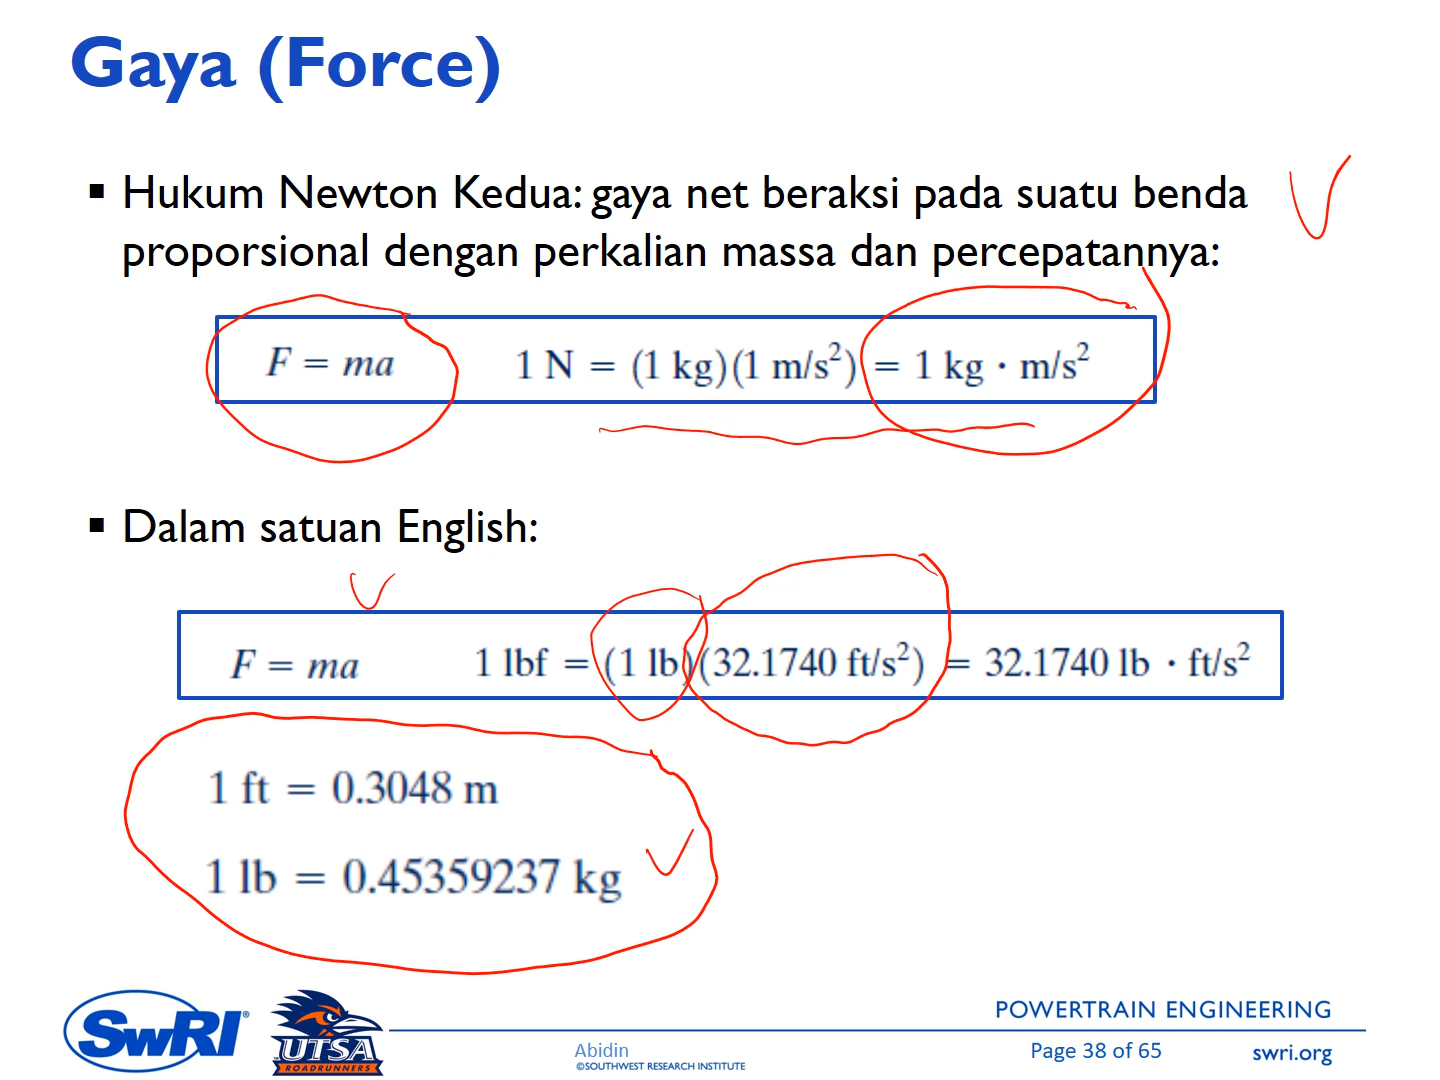 Gaya (Force)
▪ Hukum Newton Kedua: gaya net beraksi pada suatu benda
proporsional dengan perkalian massa dan percepatannya:
F = ma 1 N = (1 kg)(1 m/s²) = 1 kg · m/s²
▪ Dalam satuan English:
F = ma 1 lbf = (1 lb)(32.1740 ft/s²) = 32.1740 lb · ft/s²
1 ft = 0.3048 m
1 lb = 0.45359237 kg
SwRI®
UTSA
ROADRUNNERS
Abidin
©SOUTHWEST RESEARCH INSTITUTE
POWERTRAIN ENGINEERING
Page 38 of 65
swri.org